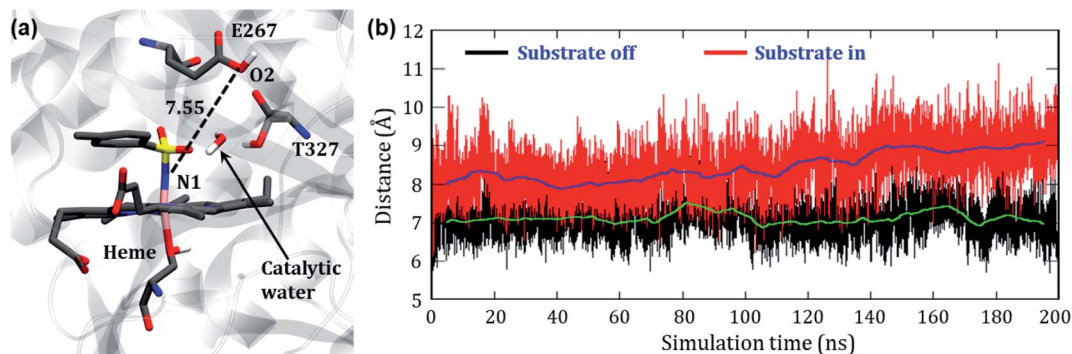 (a)
E267
O2
7.55
T327
N1
Heme
Catalytic
water
(b)
Substrate off
Substrate in
Distance (Å)
12
11
10
9
8
7
6
5
0 20 40 60 80 100 120 140 160 180 200
Simulation time (ns)